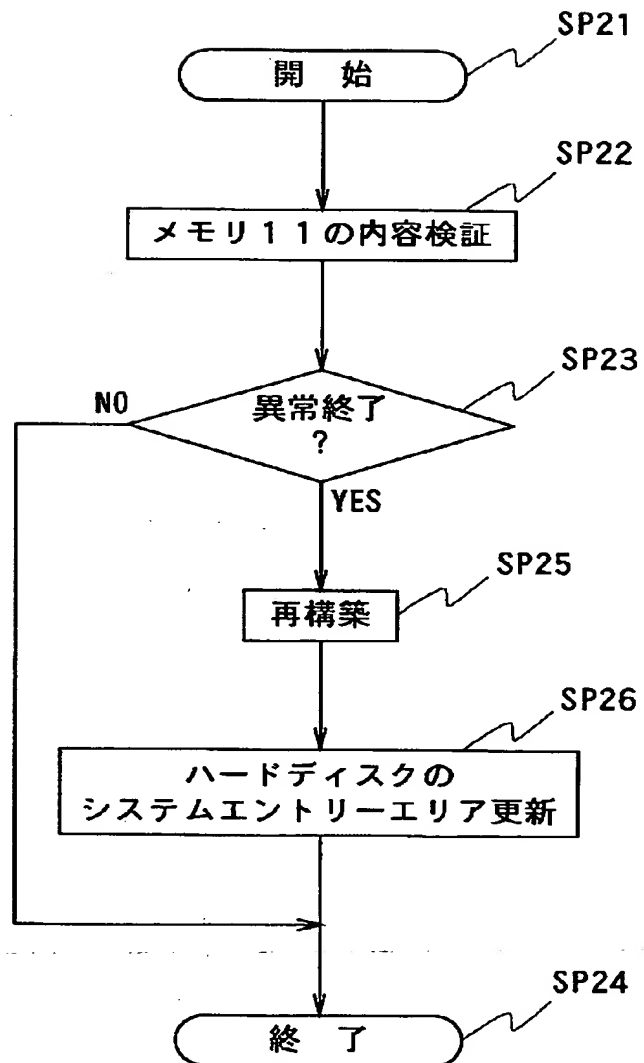 SP21
開 始
SP22
メモリ11の内容検証
SP23
NO
異常終了
?
YES
SP25
再構築
SP26
ハードディスクの
システムエントリーエリア更新
SP24
終 了